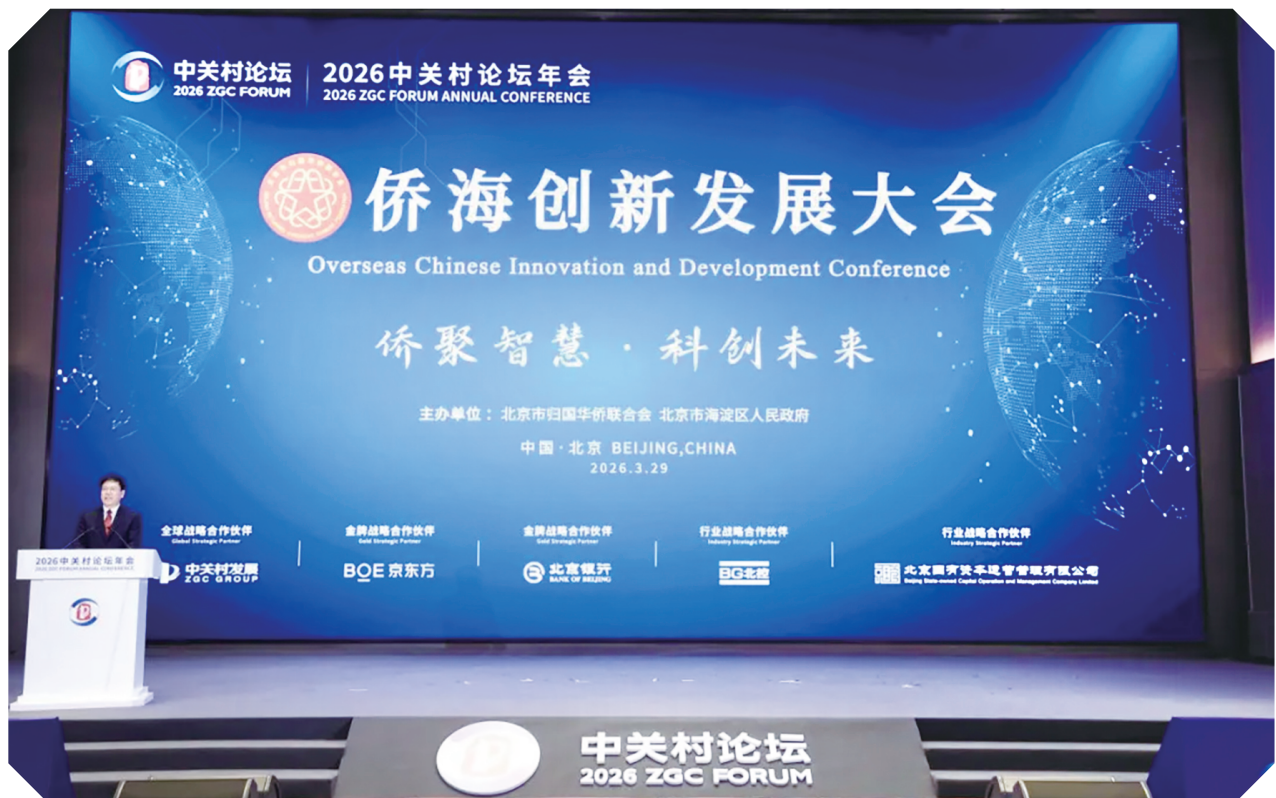 中关村论坛
2026 ZGC FORUM
2026中关村论坛年会
2026 ZGC FORUM ANNUAL CONFERENCE
侨海创新发展大会
Overseas Chinese Innovation and Development Conference
侨聚智慧·科创未来
主办单位：北京市归国华侨联合会 北京市海淀区人民政府
中国·北京 BEIJING,CHINA
2026.3.29
全球战略合作伙伴
Global Strategic Partner
中关村发展
ZGC GROUP
金牌战略合作伙伴
Gold Strategic Partner
BOE 京东方
金牌战略合作伙伴
Gold Strategic Partner
北京银行
BANK OF BEIJING
行业战略合作伙伴
Industry Strategic Partner
BG北控
行业战略合作伙伴
Industry Strategic Partner
北京国有资本运营管理有限公司
Beijing State-owned Capital Operation and Management Company Limited
2026中关村论坛年会
2026 ZGC FORUM ANNUAL CONFERENCE
中关村论坛
2026 ZGC FORUM